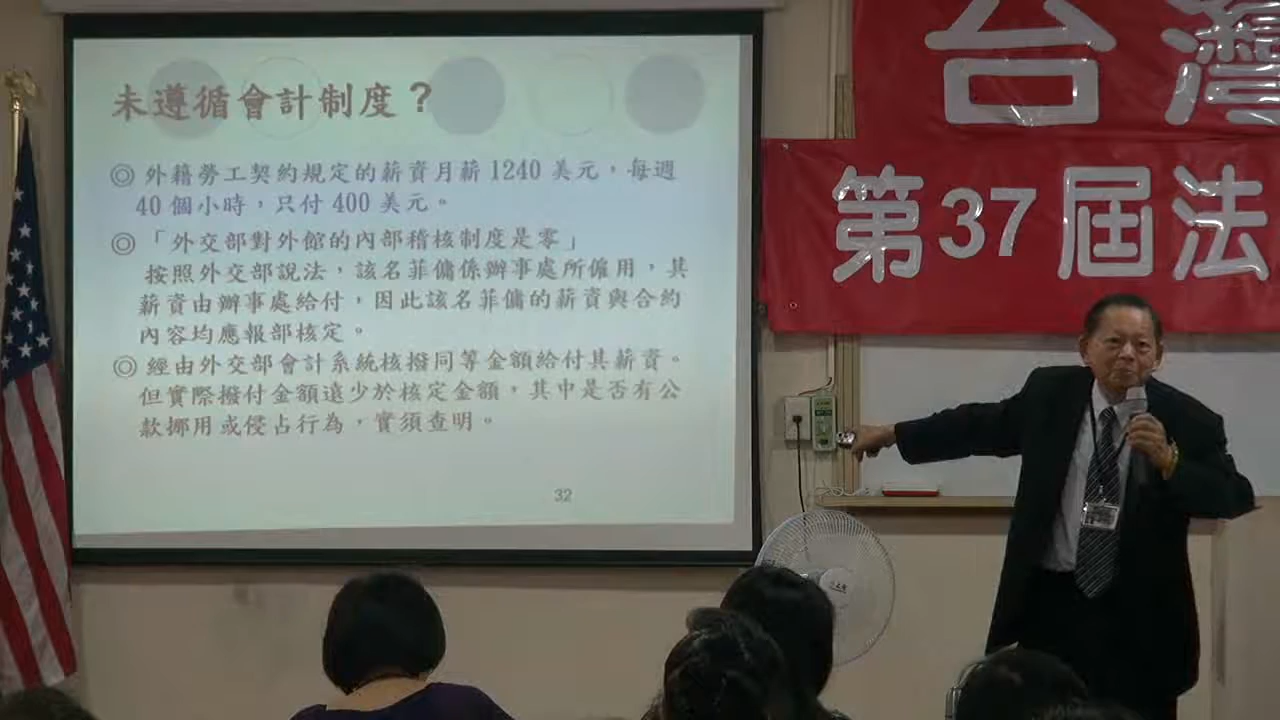 未遵循會計制度？
◎ 外籍勞工契約規定的薪資月薪 1240 美元，每週
40 個小時，只付 400 美元。
◎ 「外交部對外館的內部稽核制度是零」
按照外交部說法，該名菲傭係辦事處所僱用，其
薪資由辦事處給付，因此該名菲傭的薪資與合約
內容均應報部核定。
◎ 經由外交部會計系統核撥同等金額給付其薪資。
但實際撥付金額遠少於核定金額，其中是否有公
款挪用或侵占行為，實須查明。
32
台灣
第37屆法